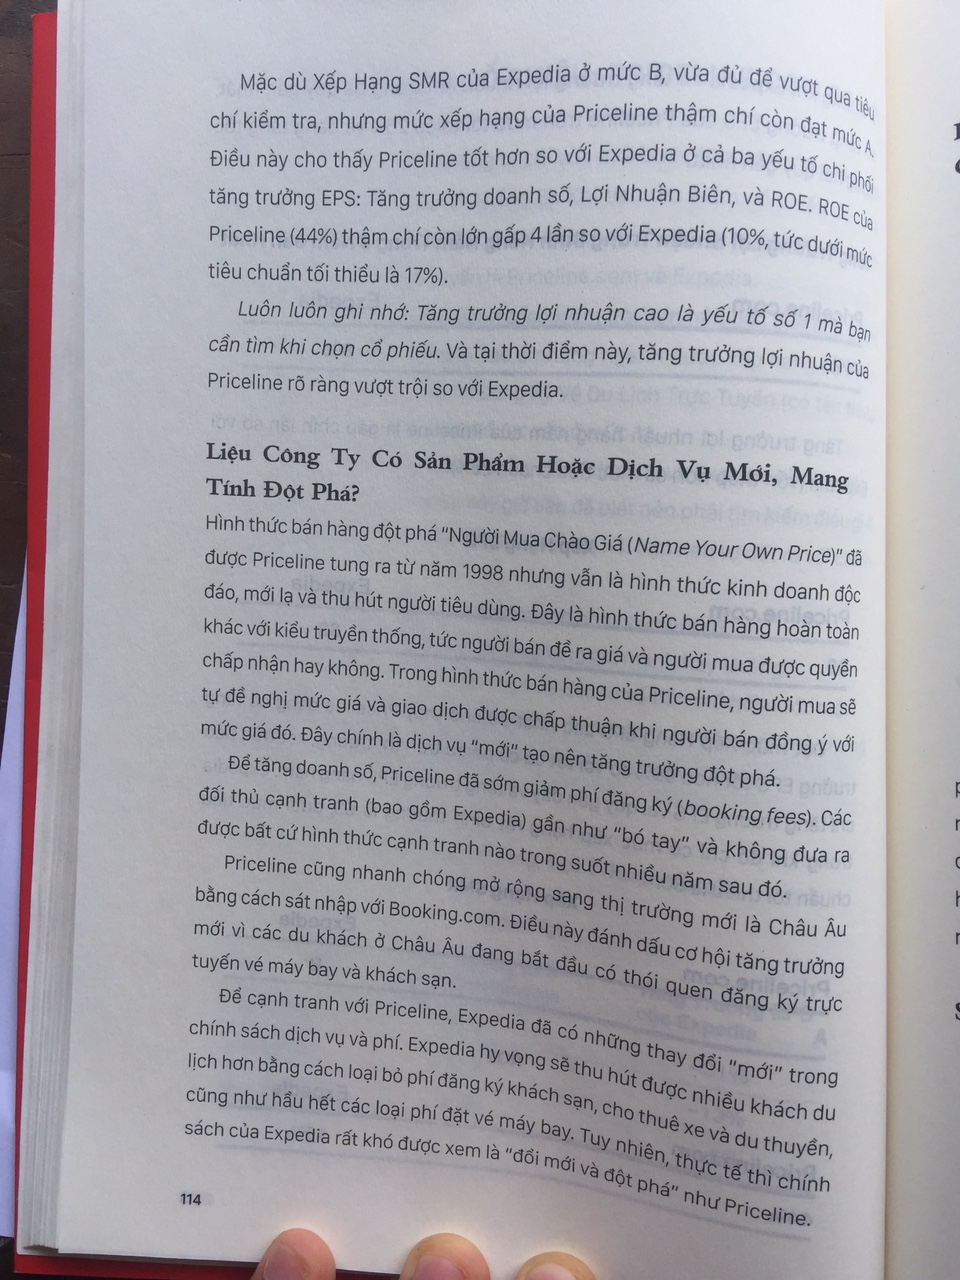 Mặc dù Xếp Hạng SMR của Expedia ở mức B, vừa đủ để vượt qua tiêu
chí kiểm tra, nhưng mức xếp hạng của Priceline thậm chí còn đạt mức A.
Điều này cho thấy Priceline tốt hơn so với Expedia ở cả ba yếu tố chi phối
tăng trưởng EPS: Tăng trưởng doanh số, Lợi Nhuận Biên, và ROE. ROE của
Priceline (44%) thậm chí còn lớn gấp 4 lần so với Expedia (10%, tức dưới mức
tiêu chuẩn tối thiểu là 17%).
Luôn luôn ghi nhớ: Tăng trưởng lợi nhuận cao là yếu tố số 1 mà bạn
cần tìm khi chọn cổ phiếu. Và tại thời điểm này, tăng trưởng lợi nhuận của
Priceline rõ ràng vượt trội so với Expedia.
Liệu Công Ty Có Sản Phẩm Hoặc Dịch Vụ Mới, Mang
Tính Đột Phá?
Hình thức bán hàng đột phá “Người Mua Chào Giá (Name Your Own Price)” đã
được Priceline tung ra từ năm 1998 nhưng vẫn là hình thức kinh doanh độc
đáo, mới lạ và thu hút người tiêu dùng. Đây là hình thức bán hàng hoàn toàn
khác với kiểu truyền thống, tức người bán đề ra giá và người mua được quyền
chấp nhận hay không. Trong hình thức bán hàng của Priceline, người mua sẽ
tự đề nghị mức giá và giao dịch được chấp thuận khi người bán đồng ý với
mức giá đó. Đây chính là dịch vụ “mới” tạo nên tăng trưởng đột phá.
Để tăng doanh số, Priceline đã sớm giảm phí đăng ký (booking fees). Các
đối thủ cạnh tranh (bao gồm Expedia) gần như “bó tay” và không đưa ra
được bất cứ hình thức cạnh tranh nào trong suốt nhiều năm sau đó.
Priceline cũng nhanh chóng mở rộng sang thị trường mới là Châu Âu
bằng cách sát nhập với Booking.com. Điều này đánh dấu cơ hội tăng trưởng
mới vì các du khách ở Châu Âu đang bắt đầu có thói quen đăng ký trực
tuyến vé máy bay và khách sạn.
Để cạnh tranh với Priceline, Expedia đã có những thay đổi “mới” trong
chính sách dịch vụ và phí. Expedia hy vọng sẽ thu hút được nhiều khách du
lịch hơn bằng cách loại bỏ phí đăng ký khách sạn, cho thuê xe và du thuyền,
cũng như hầu hết các loại phí đặt vé máy bay. Tuy nhiên, thực tế thì chính
sách của Expedia rất khó được xem là “đổi mới và đột phá” như Priceline.
114